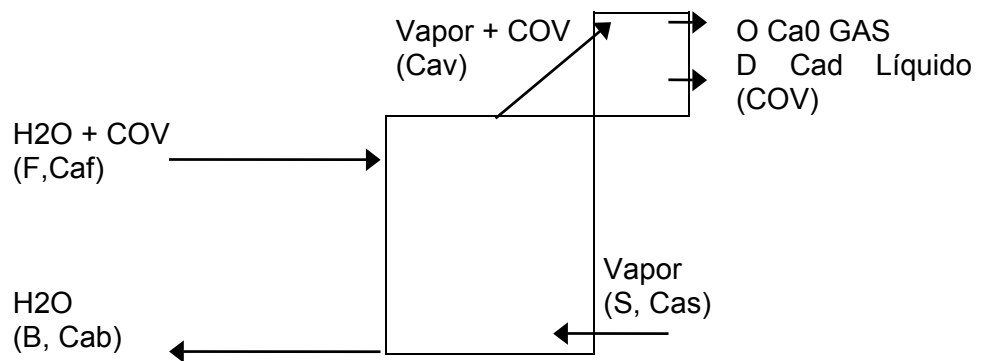 Vapor + COV
(Cav)
O Ca0 GAS
D Cad Líquido
(COV)
H2O + COV
(F,Caf)
Vapor
(S, Cas)
H2O
(B, Cab)